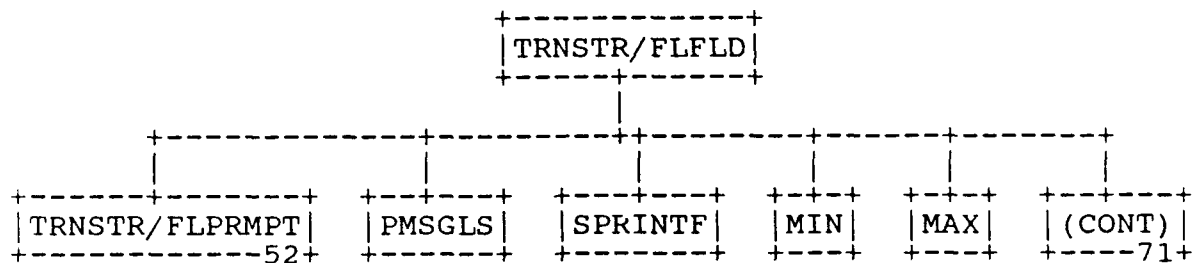 TRNSTR/FLFLD
TRNSTR/FLPRMPT PMSGLS SPRINTF MIN MAX (CONT)
52 71